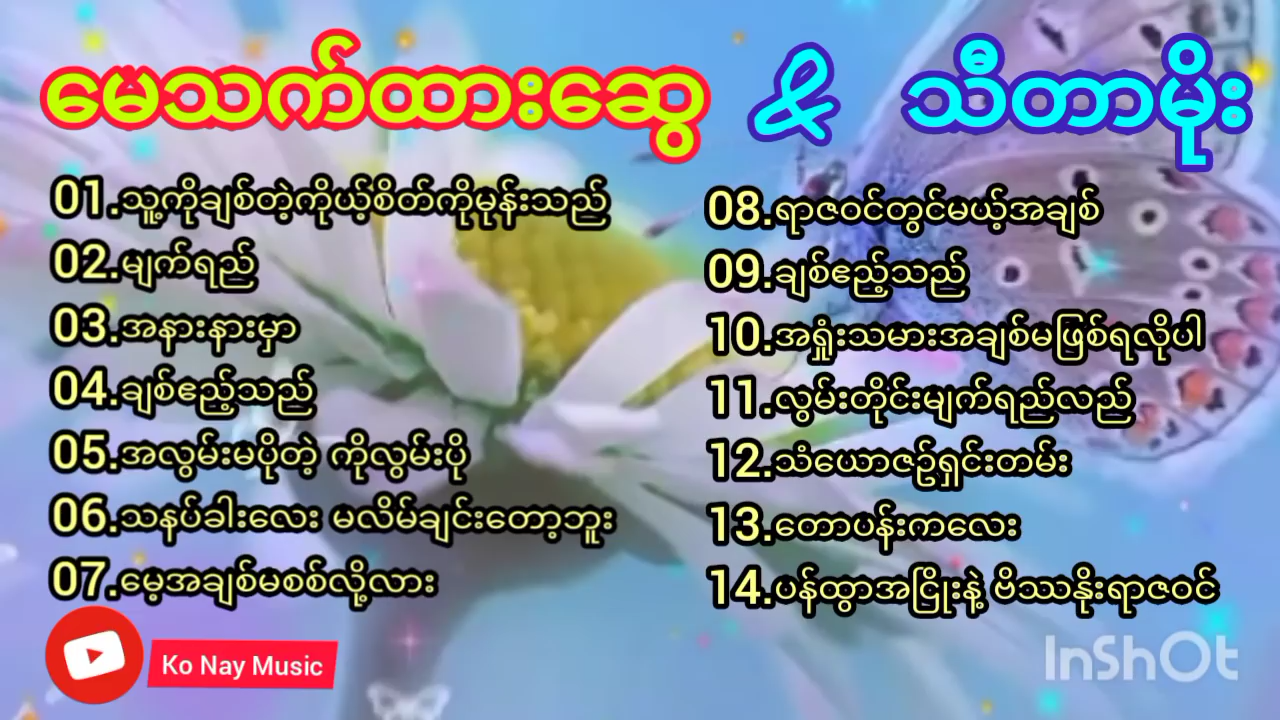 မေသက်ထားဆွေ & သီတာမိုး
01.သူ့ကိုချစ်တဲ့ကိုယ့်စိတ်ကိုမုန်းသည်
02.မျက်ရည်
03.အနားနားမှာ
04.ချစ်ဧည့်သည်
05.အလွမ်းမပိုတဲ့ ကိုလွမ်းပို
06.သနပ်ခါးလေး မလိမ်ချင်းတော့ဘူး
07.မေ့အချစ်မစစ်လို့လား
08.ရာဇဝင်တွင်မယ့်အချစ်
09.ချစ်ဧည့်သည်
10.အရှုံးသမားအချစ်မဖြစ်ရလိုပါ
11.လွမ်းတိုင်းမျက်ရည်လည်
12.သံယောဇဉ်ရှင်းတမ်း
13.တောပန်းကလေး
14.ပန်ထွာအငြိုးနဲ့ ဗိဿနိုးရာဇဝင်
Ko Nay Music
InShOt